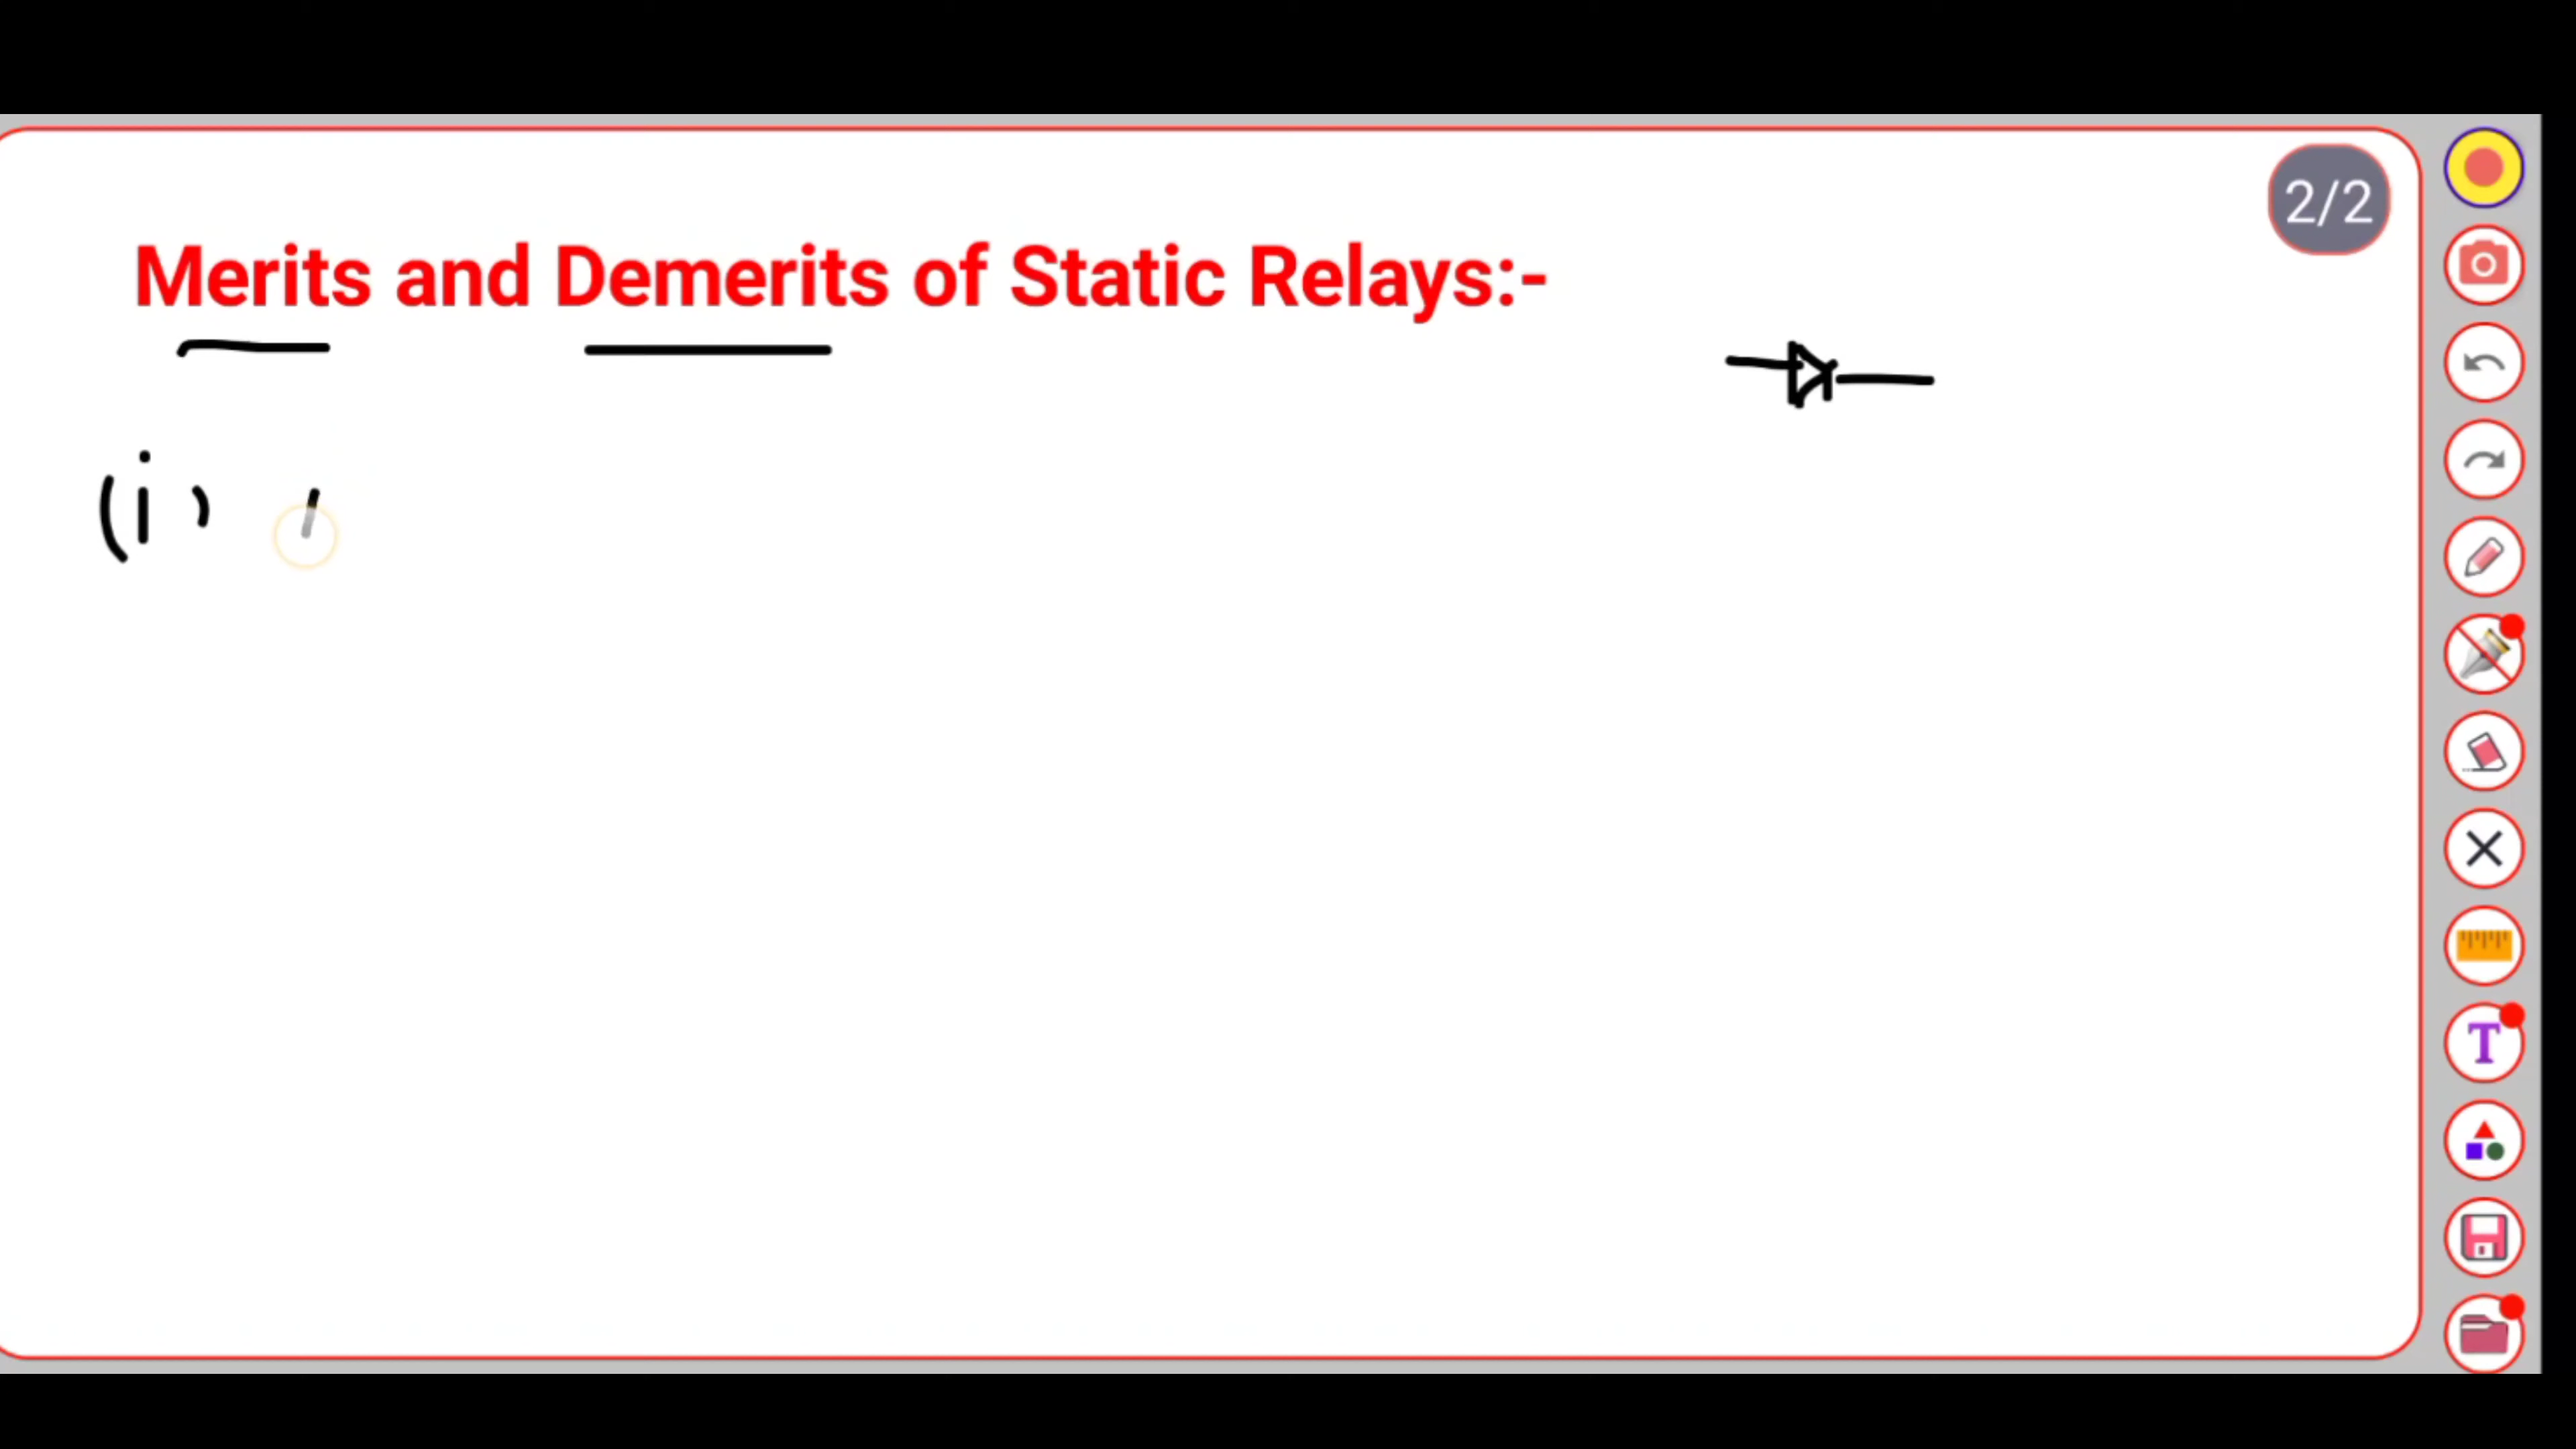 2/2
Merits and Demerits of Static Relays:-
(i)
T